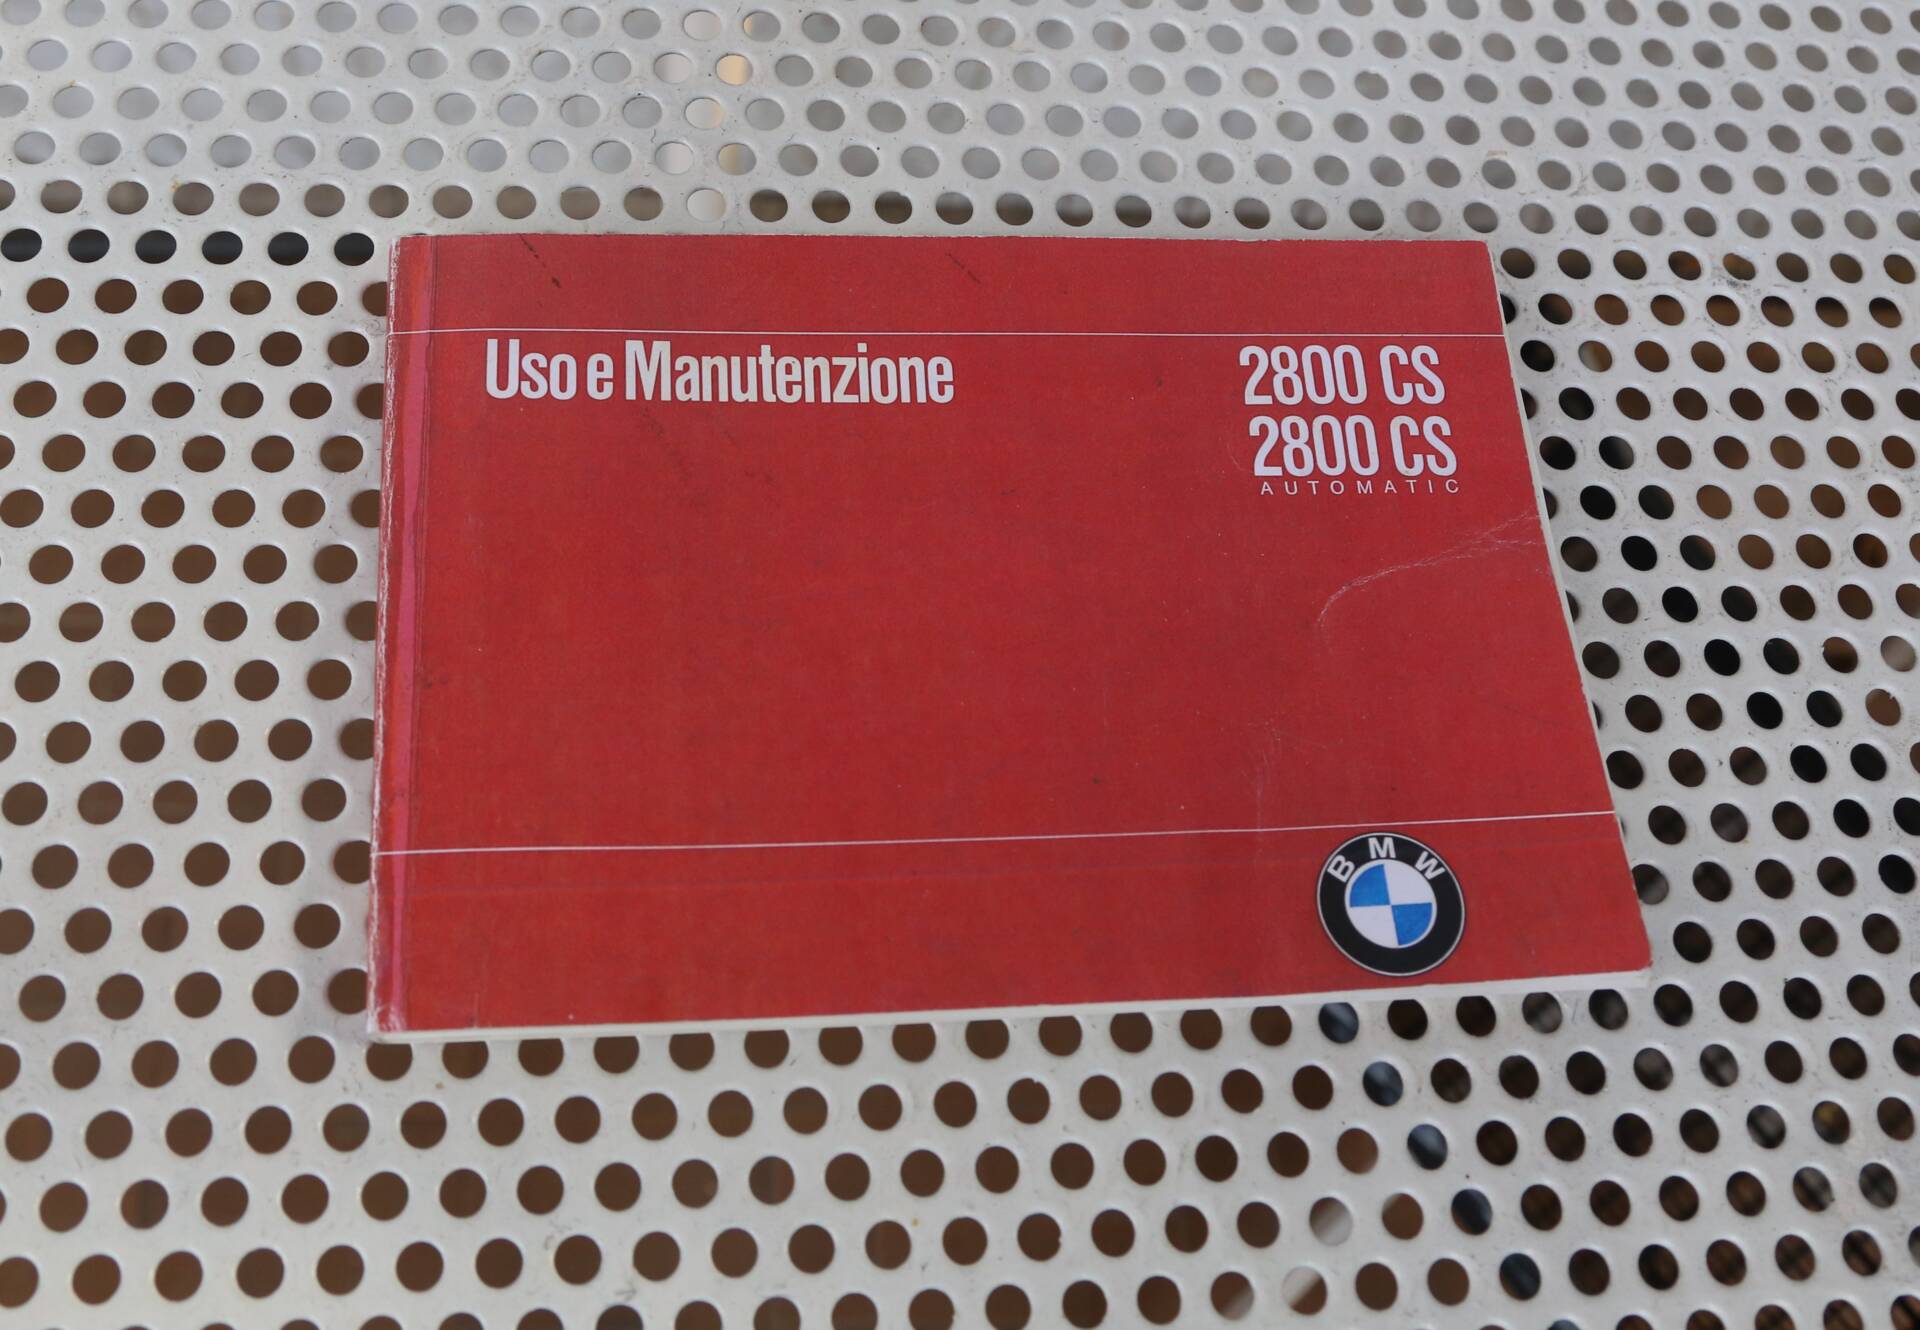 Uso e Manutenzione
2800 CS
2800 CS
AUTOMATIC
BMW